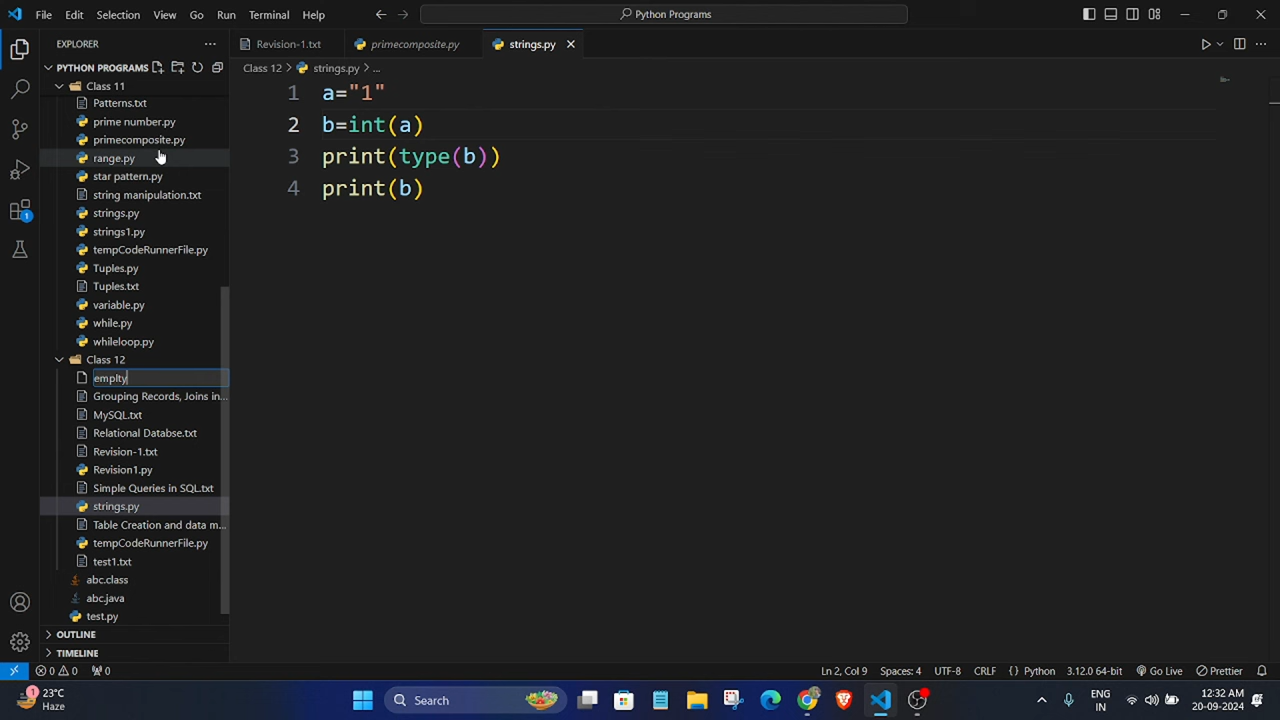 File Edit Selection View Go Run Terminal Help
Python Programs
EXPLORER
PYTHON PROGRAMS
Class 11
Patterns.txt
prime number.py
primecomposite.py
range.py
star pattern.py
string manipulation.txt
strings.py
strings1.py
tempCodeRunnerFile.py
Tuples.py
Tuples.txt
variable.py
while.py
whileloop.py
Class 12
emplty
Grouping Records, Joins in...
MySQL.txt
Relational Databse.txt
Revision-1.txt
Revision1.py
Simple Queries in SQL.txt
strings.py
Table Creation and data m...
tempCodeRunnerFile.py
test1.txt
abc.class
abc.java
test.py
OUTLINE
TIMELINE
1
Revision-1.txt primecomposite.py strings.py
Class 12 > strings.py > ...
1 a="1"
2 b=int(a)
3 print(type(b))
4 print(b)
0 0 0 Ln 2, Col 9 Spaces: 4 UTF-8 CRLF {} Python 3.12.0 64-bit Go Live Prettier
1 23°C
Haze
Search
ENG
IN
12:32 AM
20-09-2024